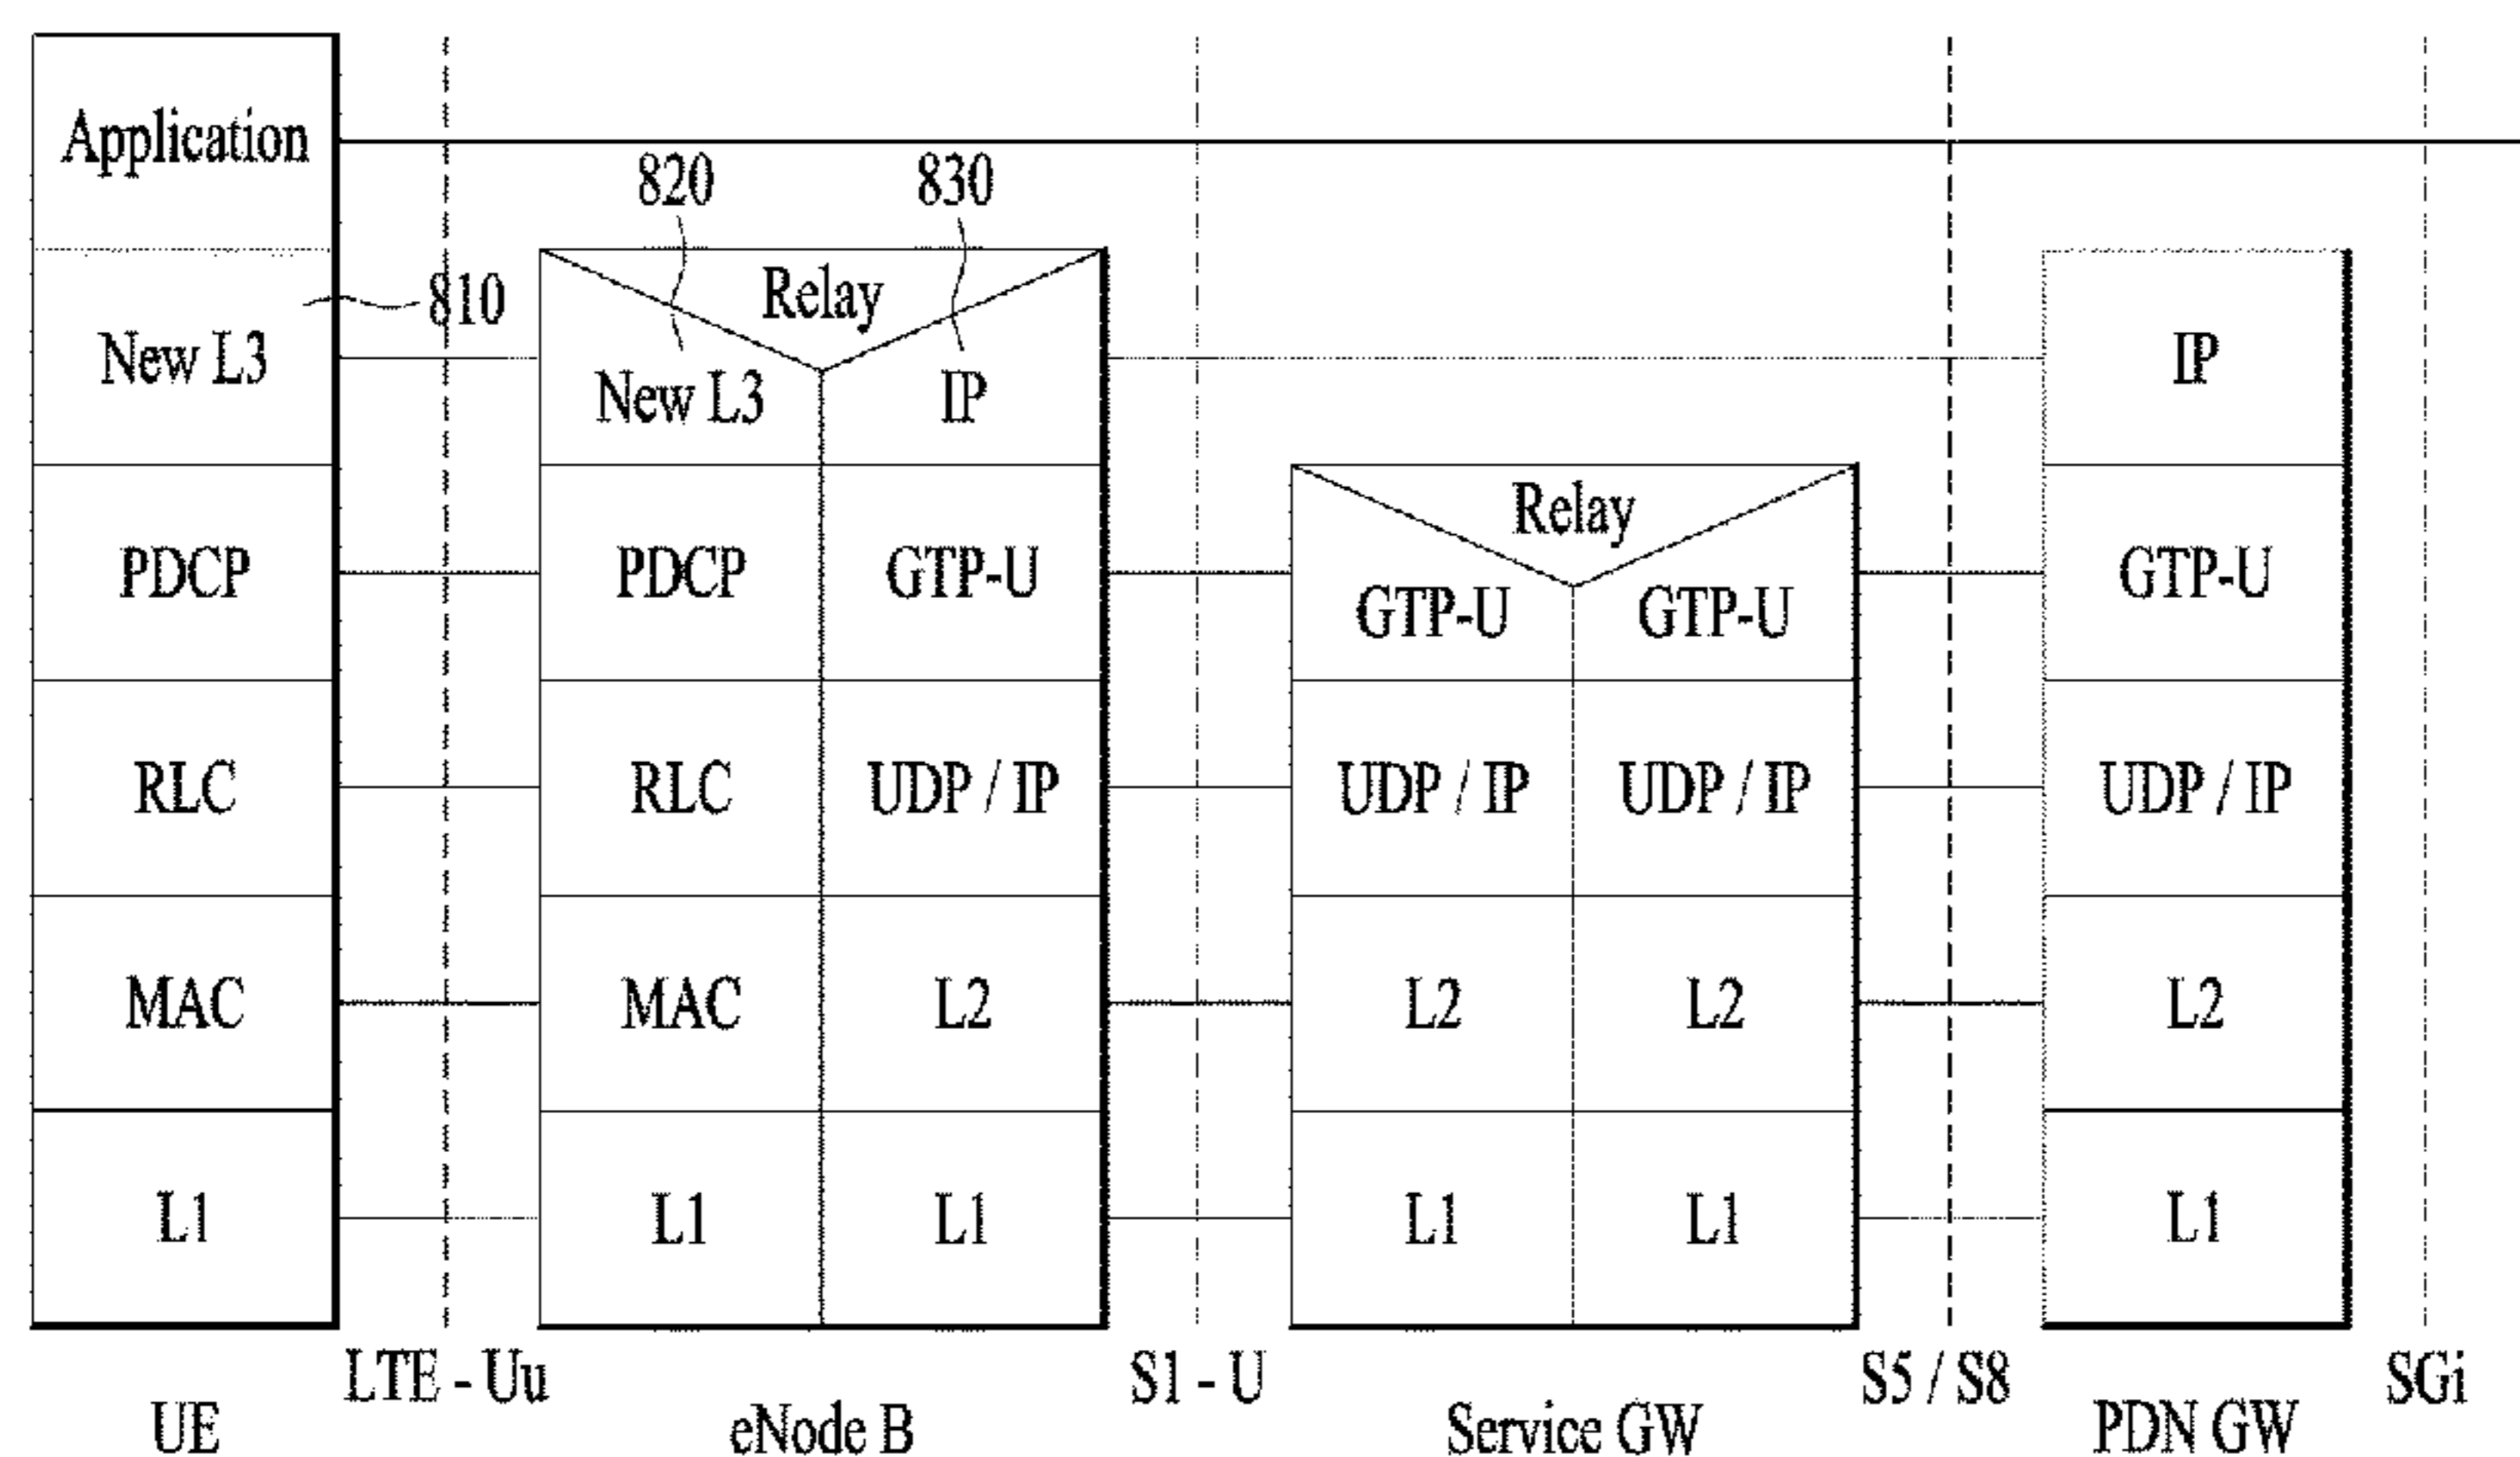 Application
820 830
Relay
810
New L3
New L3 IP
IP
PDCP PDCP GTP-U
Relay
GTP-U GTP-U
GTP-U
RLC RLC UDP / IP UDP / IP UDP / IP UDP / IP
MAC MAC L2 L2 L2 L2
L1 L1 L1 L1 L1 L1
LTE - Uu S1 - U S5 / S8 SGi
UE eNode B Service GW PDN GW